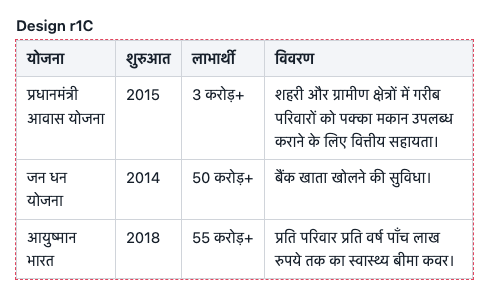 Design r1C
योजना शुरुआत लाभार्थी विवरण
प्रधानमंत्री 2015 3 करोड़+ शहरी और ग्रामीण क्षेत्रों में गरीब
आवास योजना परिवारों को पक्का मकान उपलब्ध
कराने के लिए वित्तीय सहायता।
जन धन 2014 50 करोड़+ बैंक खाता खोलने की सुविधा।
योजना
आयुष्मान 2018 55 करोड़+ प्रति परिवार प्रति वर्ष पाँच लाख
भारत रुपये तक का स्वास्थ्य बीमा कवर।